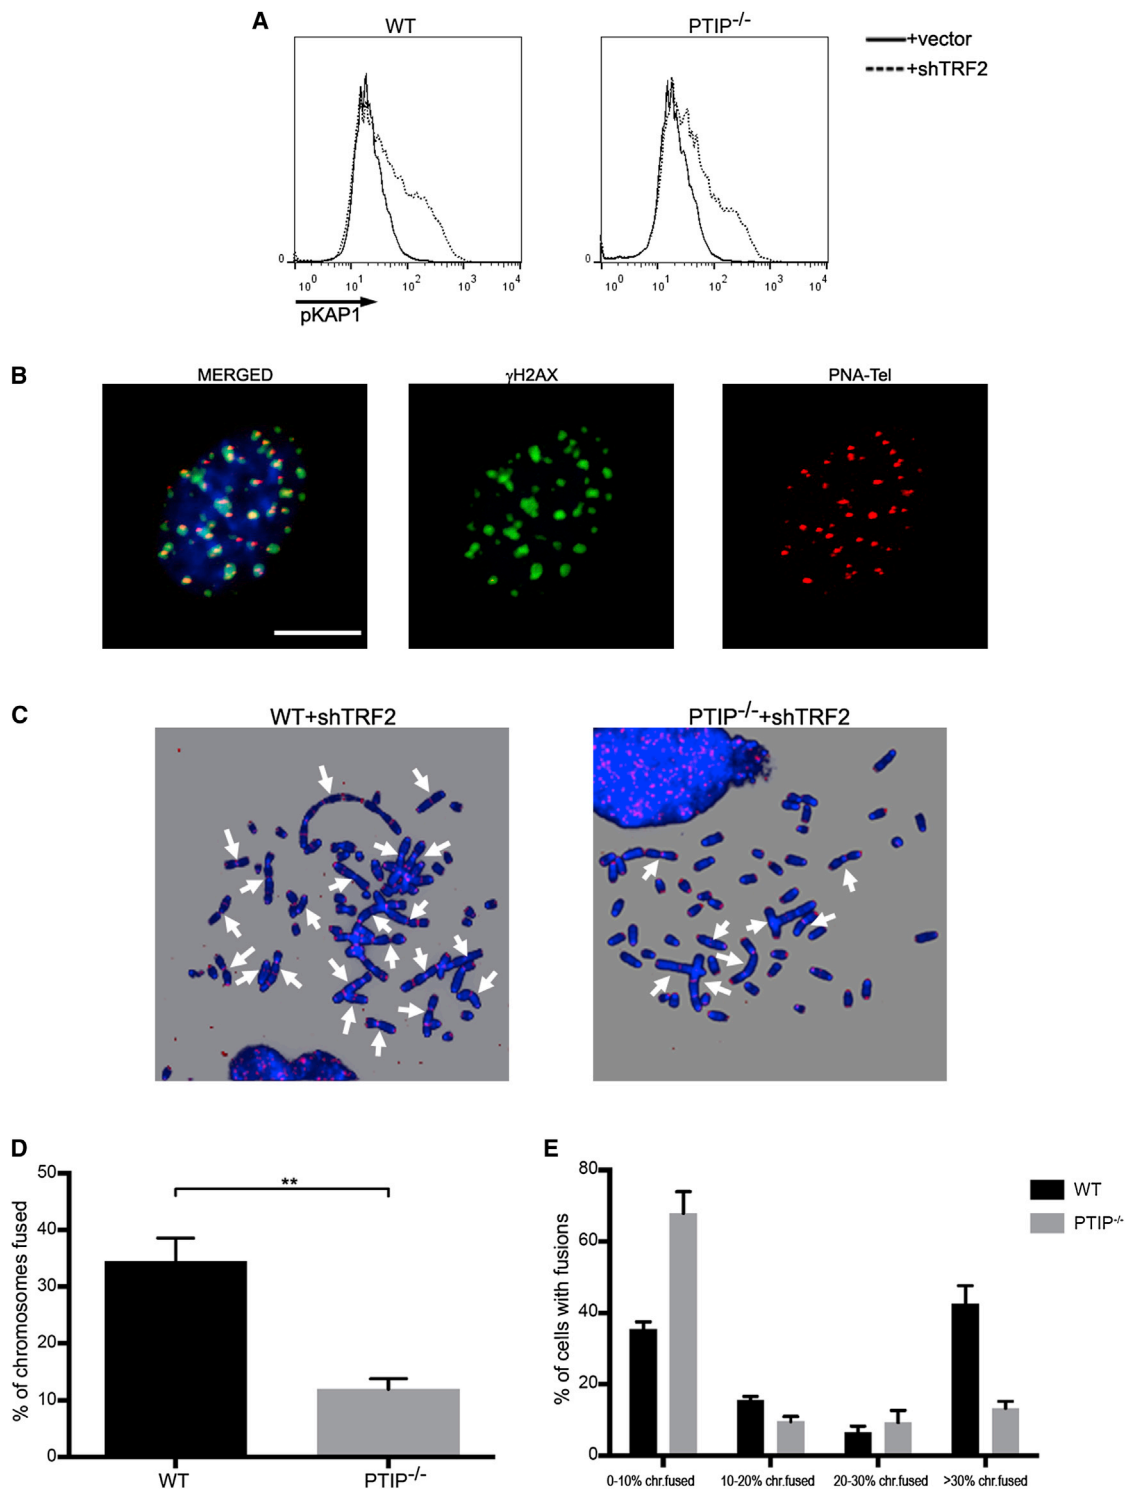 A
WT
PTIP-/-
+vector
+shTRF2
0
10^0 10^1 10^2 10^3 10^4
0
10^0 10^1 10^2 10^3 10^4
pKAP1
B
MERGED
γH2AX
PNA-Tel
C
WT+shTRF2
PTIP-/-+shTRF2
D
% of chromosomes fused
50
40
30
20
10
0
**
WT
PTIP-/-
E
% of cells with fusions
80
60
40
20
0
0-10% chr.fused
10-20% chr.fused
20-30% chr.fused
>30% chr.fused
WT
PTIP-/-